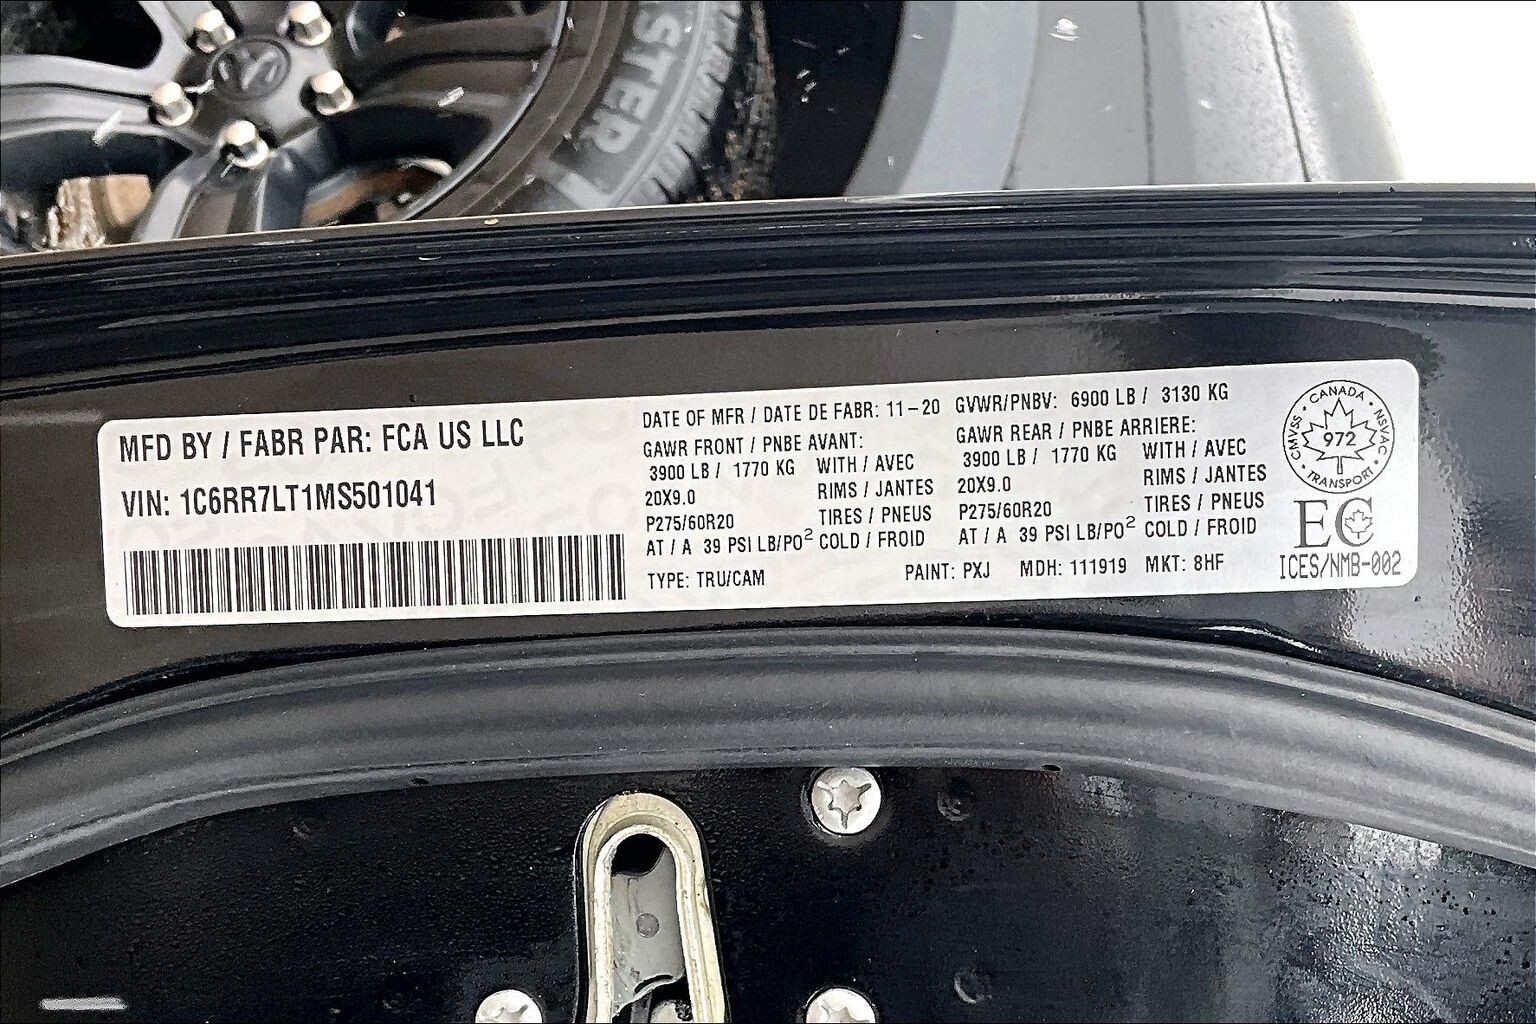 STER
MFD BY / FABR PAR: FCA US LLC
VIN: 1C6RR7LT1MS501041
DATE OF MFR / DATE DE FABR: 11-20 GVWR/PNBV: 6900 LB / 3130 KG
GAWR FRONT / PNBE AVANT: GAWR REAR / PNBE ARRIERE:
3900 LB / 1770 KG WITH / AVEC 3900 LB / 1770 KG WITH / AVEC
20X9.0 RIMS / JANTES 20X9.0 RIMS / JANTES
P275/60R20 TIRES / PNEUS P275/60R20 TIRES / PNEUS
AT / A 39 PSI LB/PO² COLD / FROID AT / A 39 PSI LB/PO² COLD / FROID
TYPE: TRU/CAM PAINT: PXJ MDH: 111919 MKT: 8HF
CANADA
CMVSS 972 NSVAC
TRANSPORT
EC
ICES/NMB-002